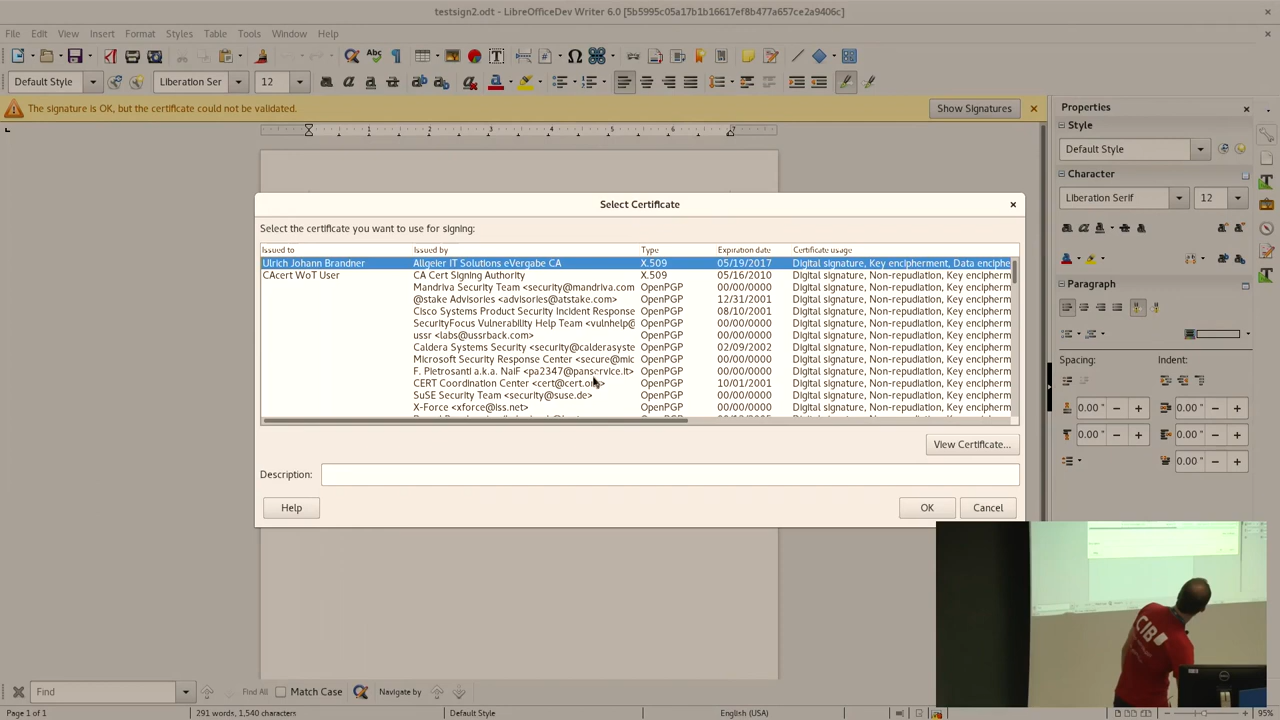 testsign2.odt - LibreOfficeDev Writer 6.0 [5b5995c05a17b1b16617ef8b477a657ce2a9406c]
File Edit View Insert Format Styles Table Tools Window Help
Default Style Liberation Ser 12
The signature is OK, but the certificate could not be validated. Show Signatures
Properties
Style
Default Style
Character
Liberation Serif 12
Paragraph
Spacing: Indent:
0.00 " 0.00 "
0.00 " 0.00 "
0.00 "
Select Certificate
Select the certificate you want to use for signing:
Issued to Issued by Type Expiration date Certificate usage
Ulrich Johann Brandner Allgeier IT Solutions eVergabe CA X.509 05/19/2017 Digital signature, Key encipherment, Data enciphe
CAcert WoT User CA Cert Signing Authority X.509 05/16/2010 Digital signature, Non-repudiation, Key encipherm
Mandriva Security Team <security@mandriva.com OpenPGP 00/00/0000 Digital signature, Non-repudiation, Key encipherm
@stake Advisories <advisories@atstake.com> OpenPGP 12/31/2001 Digital signature, Non-repudiation, Key encipherm
Cisco Systems Product Security Incident Response OpenPGP 08/10/2001 Digital signature, Non-repudiation, Key encipherm
SecurityFocus Vulnerability Help Team <vulnhelp@ OpenPGP 00/00/0000 Digital signature, Non-repudiation, Key encipherm
ussr <labs@ussrback.com> OpenPGP 00/00/0000 Digital signature, Non-repudiation, Key encipherm
Caldera Systems Security <security@calderasyste OpenPGP 02/09/2002 Digital signature, Non-repudiation, Key encipherm
Microsoft Security Response Center <secure@mic OpenPGP 00/00/0000 Digital signature, Non-repudiation, Key encipherm
F. Pietrosanti a.k.a. NaiF <pa2347@panservice.it> OpenPGP 00/00/0000 Digital signature, Non-repudiation, Key encipherm
CERT Coordination Center <cert@cert.org> OpenPGP 10/01/2001 Digital signature, Non-repudiation, Key encipherm
SuSE Security Team <security@suse.de> OpenPGP 00/00/0000 Digital signature, Non-repudiation, Key encipherm
X-Force <xforce@iss.net> OpenPGP 00/00/0000 Digital signature, Non-repudiation, Key encipherm
View Certificate...
Description:
Help OK Cancel
CIB
Find Find All Match Case Navigate by
Page 1 of 1 291 words, 1,540 characters Default Style English (USA) 95%